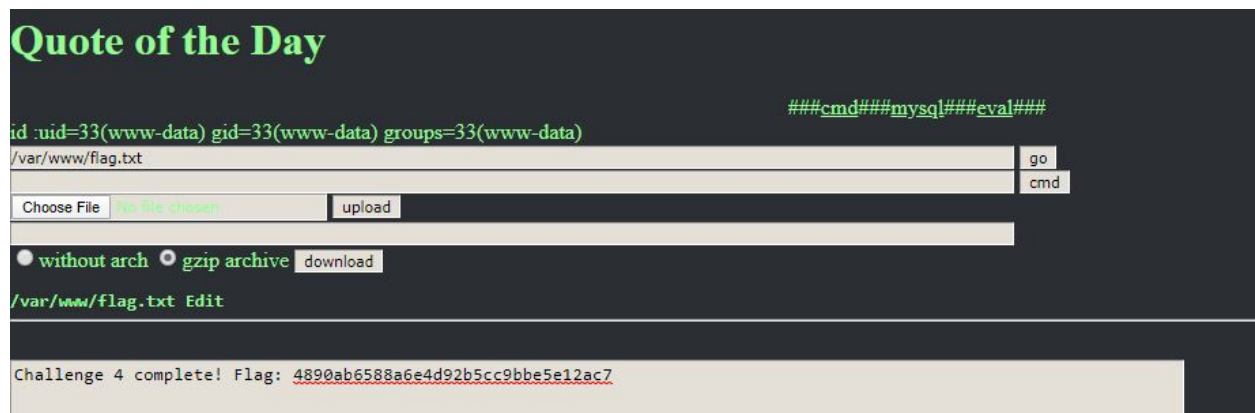 Quote of the Day
###cmd###mysql###eval###
id :uid=33(www-data) gid=33(www-data) groups=33(www-data)
/var/www/flag.txt go
cmd
Choose File No file chosen upload
without arch gzip archive download
/var/www/flag.txt Edit
Challenge 4 complete! Flag: 4890ab6588a6e4d92b5cc9bbe5e12ac7